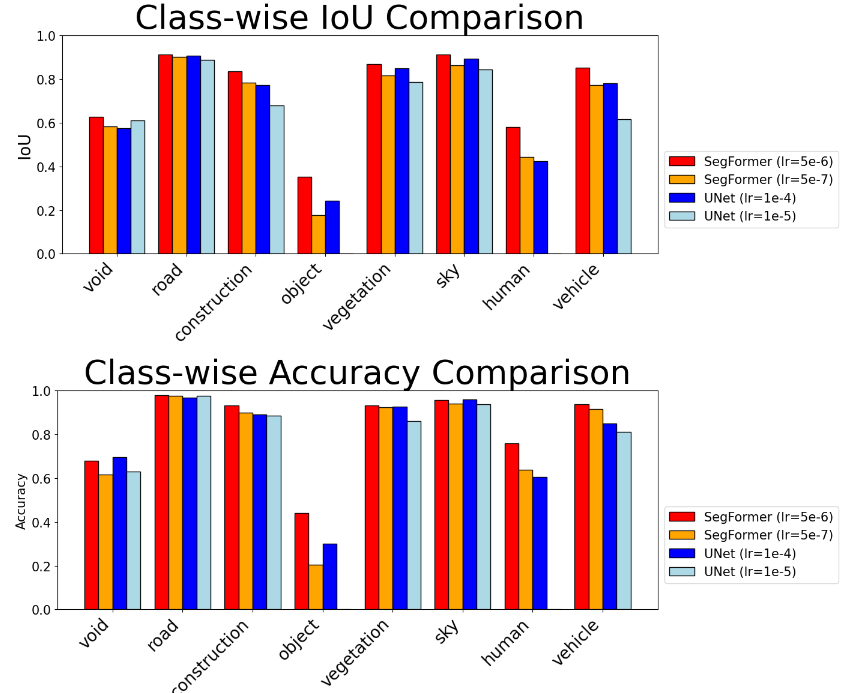 Class-wise IoU Comparison
1.0
0.8
0.6
0.4
0.2
0.0
IoU
void
road
construction
object
vegetation
sky
human
vehicle
SegFormer (lr=5e-6)
SegFormer (lr=5e-7)
UNet (lr=1e-4)
UNet (lr=1e-5)
Class-wise Accuracy Comparison
1.0
0.8
0.6
0.4
0.2
0.0
Accuracy
void
road
construction
object
vegetation
sky
human
vehicle
SegFormer (lr=5e-6)
SegFormer (lr=5e-7)
UNet (lr=1e-4)
UNet (lr=1e-5)